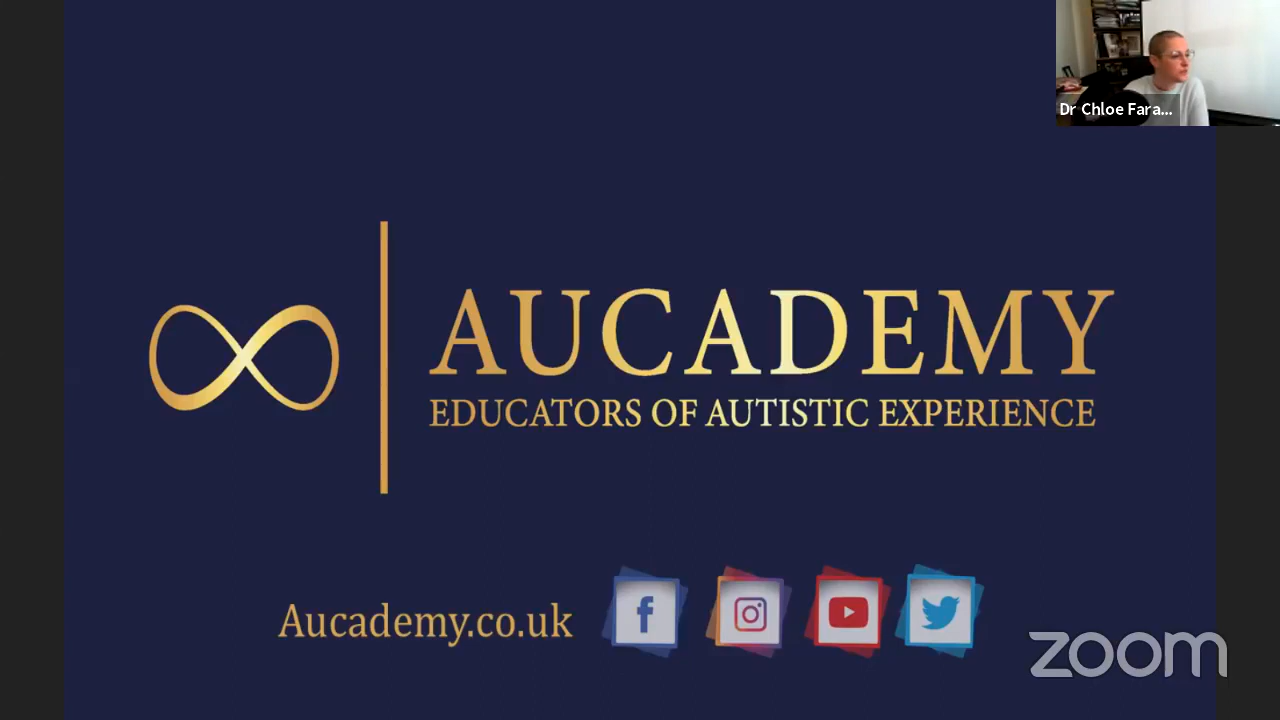 Dr Chloe Fara...
AUCADEMY
EDUCATORS OF AUTISTIC EXPERIENCE
Aucademy.co.uk
zoom